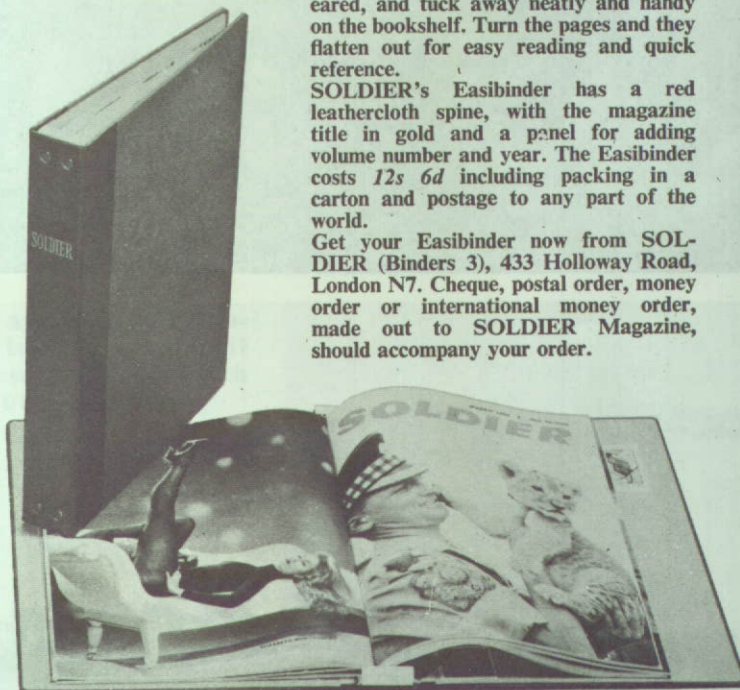 eared, and tuck away neatly and handy
on the bookshelf. Turn the pages and they
flatten out for easy reading and quick
reference.
SOLDIER's Easibinder has a red
leathercloth spine, with the magazine
title in gold and a panel for adding
volume number and year. The Easibinder
costs 12s 6d including packing in a
carton and postage to any part of the
world.
Get your Easibinder now from SOL-
DIER (Binders 3), 433 Holloway Road,
London N7. Cheque, postal order, money
order or international money order,
made out to SOLDIER Magazine,
should accompany your order.
SOLDIER
SOLDIER